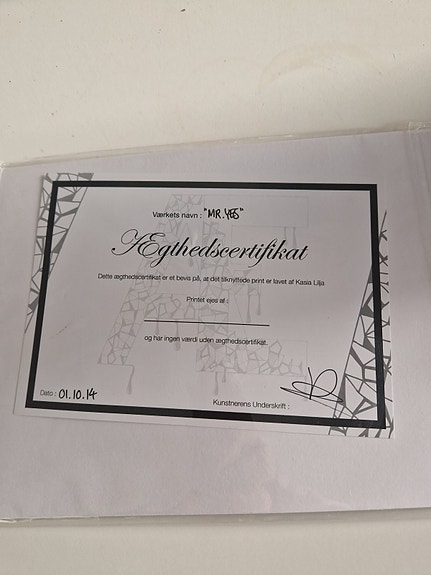 Værkets navn : "MR. YES"
Ægthedscertifikat
Dette ægthedscertifikat er et bevis på, at det tilknyttede print er lavet af Kasia Lilja
Printet ejes af :
og har ingen værdi uden ægthedscertifikat.
Dato : 01.10.14
Kunstnerens Underskrift :